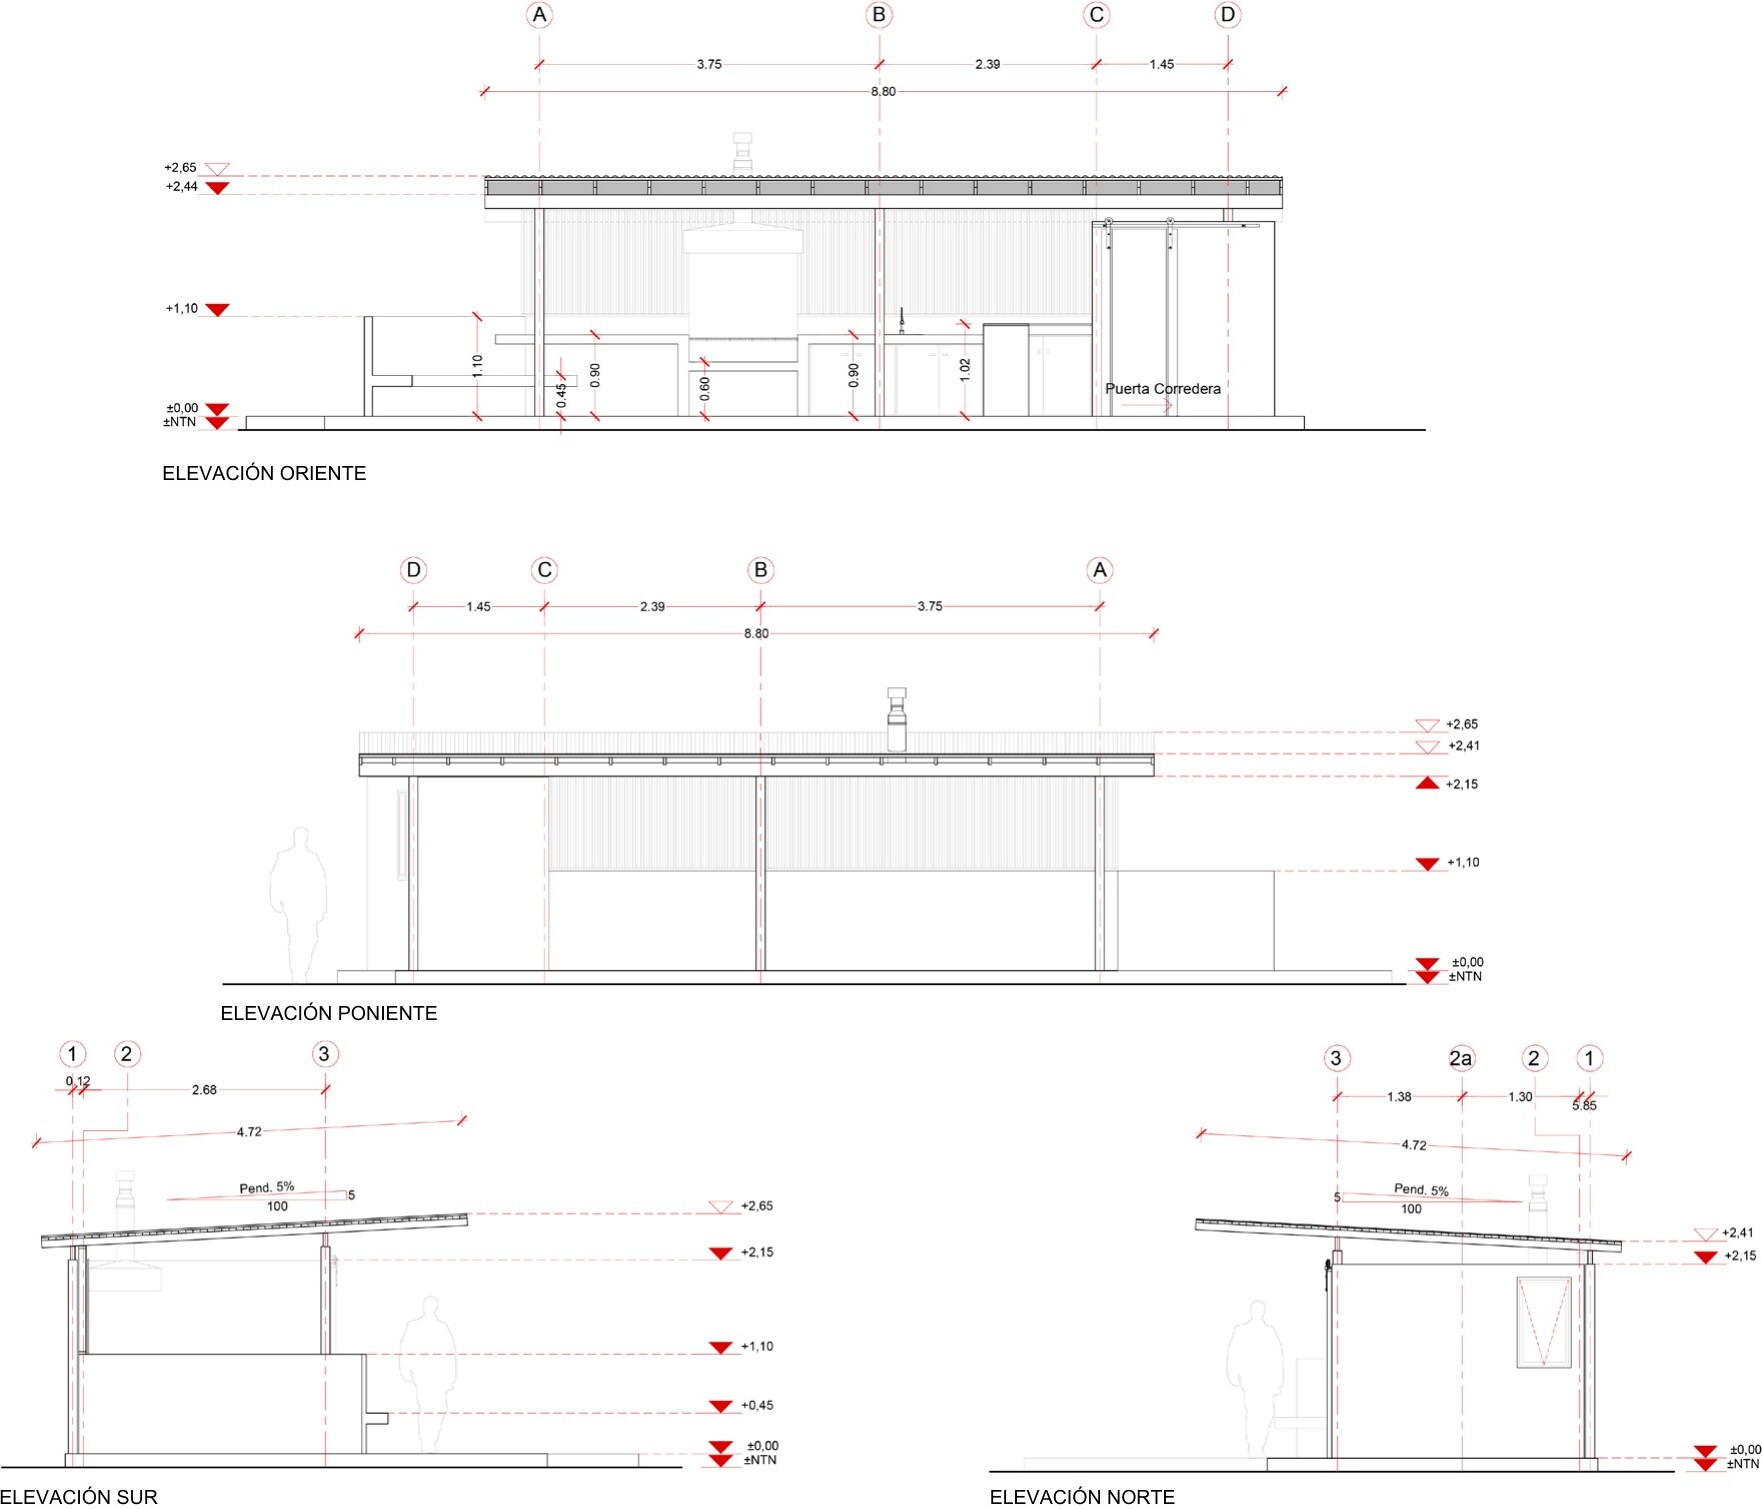 A B C D
3.75 2.39 1.45
8.80
+2,65
+2,44
+1,10
1.10
0.45
0.90
0.60
0.90
1.02
Puerta Corredera
±0,00
±NTN
ELEVACIÓN ORIENTE
D C B A
1.45 2.39 3.75
8.80
+2,65
+2,41
+2,15
+1,10
±0,00
±NTN
ELEVACIÓN PONIENTE
1 2 3
0.12 2.68
4.72
Pend. 5%
5
100
+2,65
+2,15
+1,10
+0,45
±0,00
±NTN
ELEVACIÓN SUR
3 2a 2 1
1.38 1.30
5.85
4.72
Pend. 5%
5
100
+2,41
+2,15
±0,00
±NTN
ELEVACIÓN NORTE